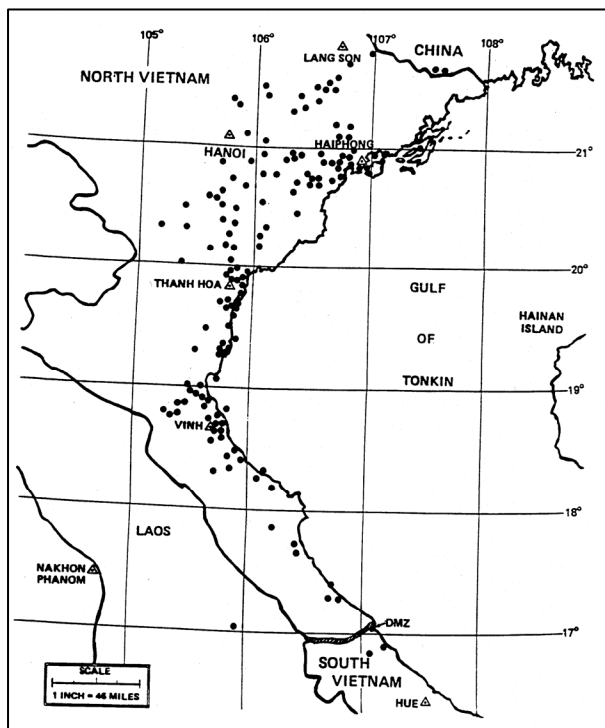 105°
106°
107°
108°
LANG SON
CHINA
NORTH VIETNAM
HANOI
HAIPHONG
21°
20°
THANH HOA
GULF
OF
TONKIN
HAINAN
ISLAND
19°
VINH
18°
LAOS
NAKHON
PHANOM
DMZ
17°
SOUTH
VIETNAM
HUE
SCALE
1 INCH = 46 MILES